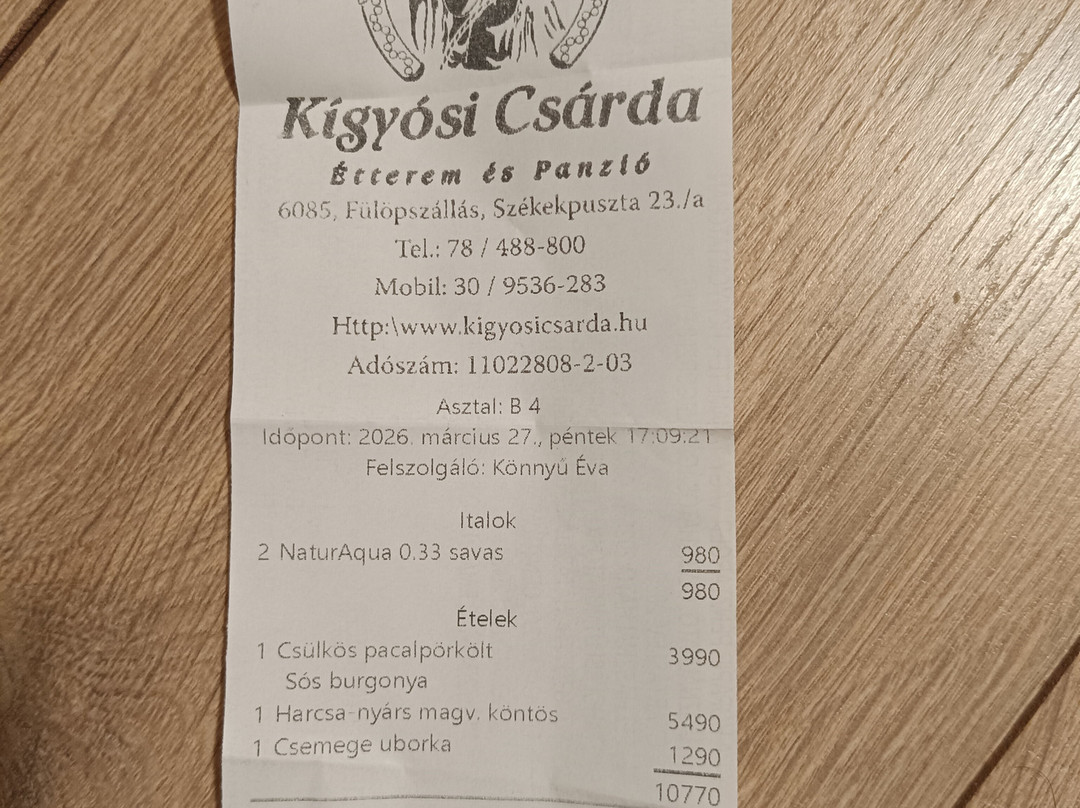 Kígyósi Csárda
Étterem és Panzió
6085, Fülöpszállás, Székekpuszta 23./a
Tel.: 78 / 488-800
Mobil: 30 / 9536-283
Http:\www.kigyosicsarda.hu
Adószám: 11022808-2-03
Asztal: B 4
Időpont: 2026. március 27., péntek 17:09:21
Felszolgáló: Könnyű Éva
Italok
2 NaturAqua 0.33 savas 980
980
Ételek
1 Csülkös pacalpörkölt 3990
Sós burgonya
1 Harcsa-nyárs magv. köntös 5490
1 Csemege uborka 1290
10770